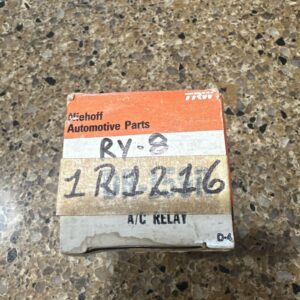 TRW
Niehoff
Automotive Parts
RY-8
1R1216
A/C RELAY
D-4